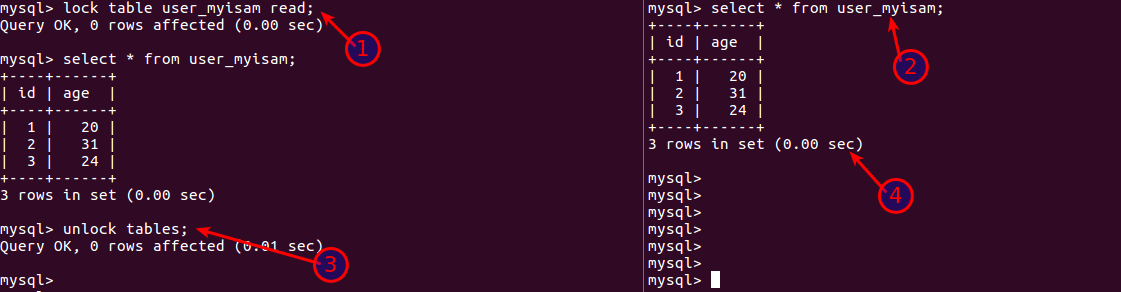 mysql> lock table user_myisam read;
Query OK, 0 rows affected (0.00 sec)
1
mysql> select * from user_myisam;
+----+------+
| id | age  |
+----+------+
|  1 |   20 |
|  2 |   31 |
|  3 |   24 |
+----+------+
3 rows in set (0.00 sec)
mysql> unlock tables;
Query OK, 0 rows affected (0.01 sec)
3
mysql>
mysql> select * from user_myisam;
+----+------+
| id | age  |
+----+------+
2
|  1 |   20 |
|  2 |   31 |
|  3 |   24 |
+----+------+
3 rows in set (0.00 sec)
4
mysql>
mysql>
mysql>
mysql>
mysql>
mysql>
mysql>